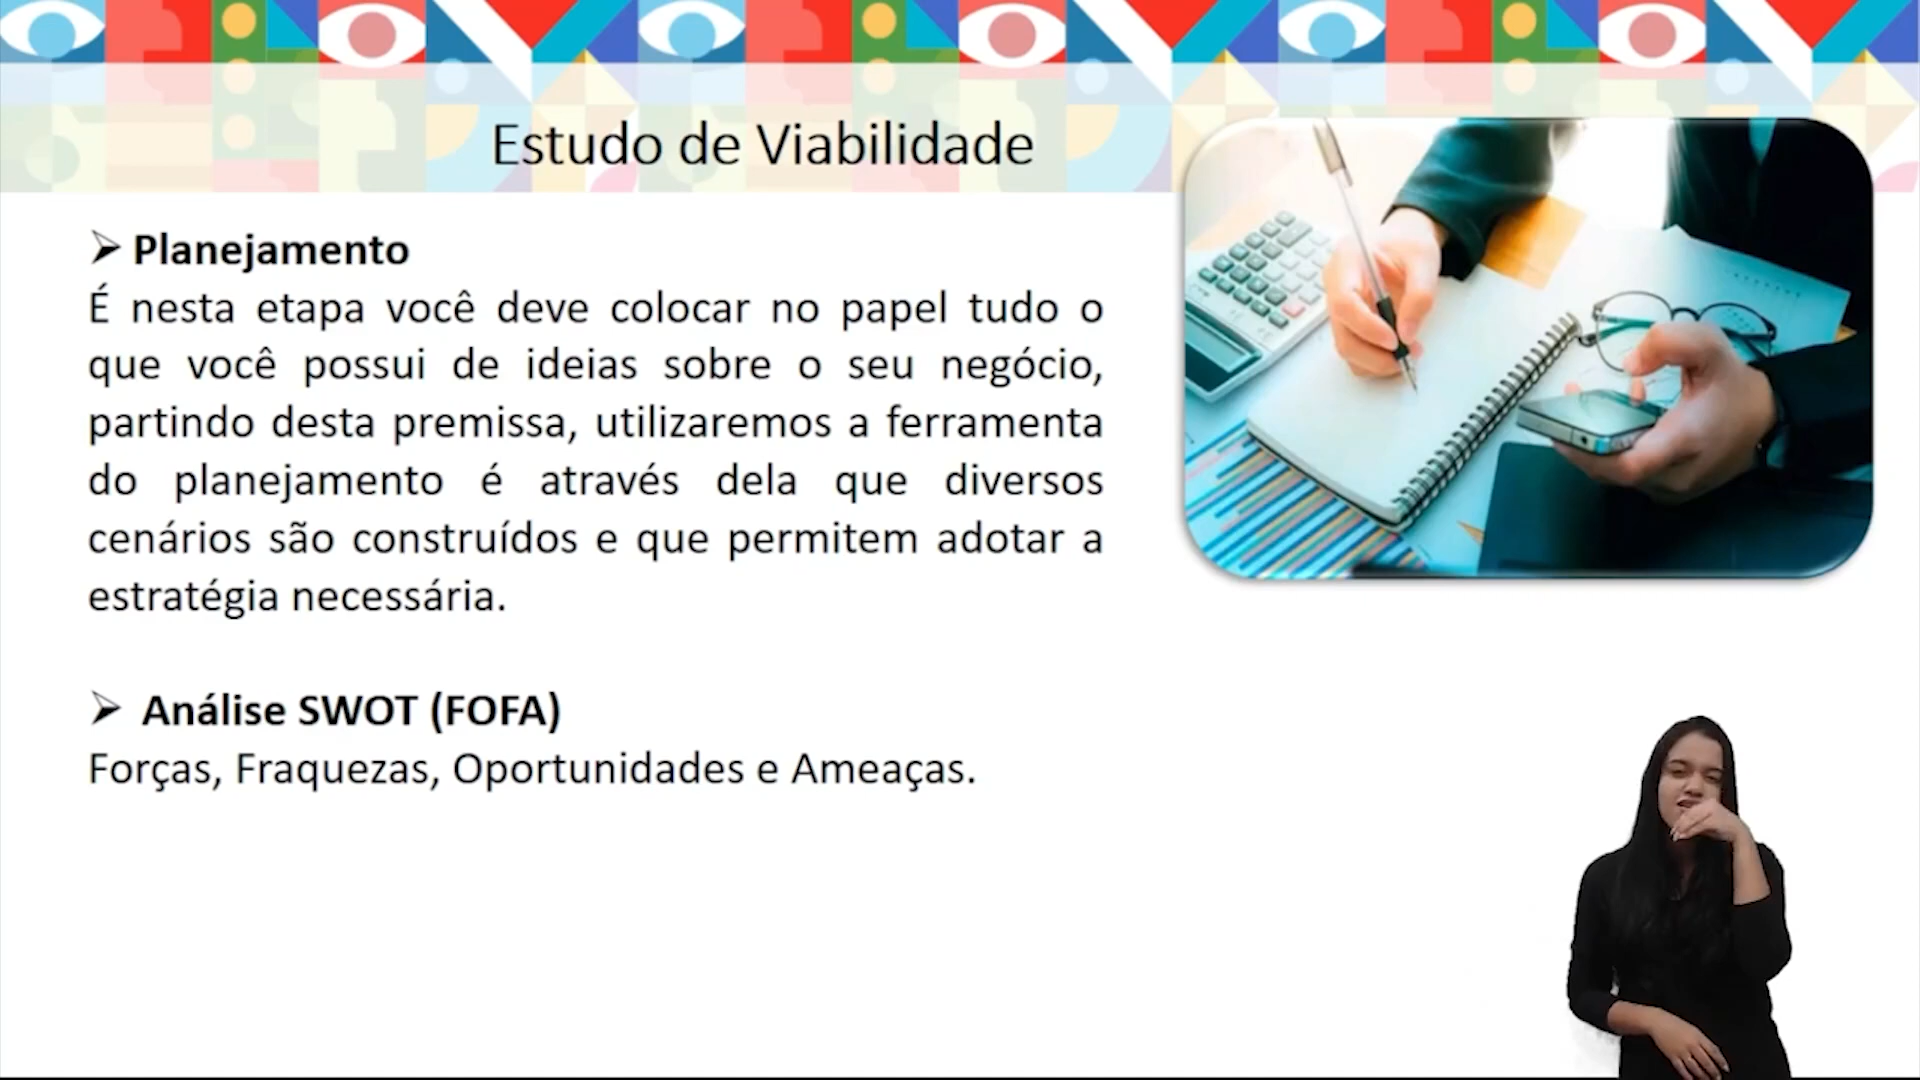 Estudo de Viabilidade
➢ Planejamento
É nesta etapa você deve colocar no papel tudo o
que você possui de ideias sobre o seu negócio,
partindo desta premissa, utilizaremos a ferramenta
do planejamento é através dela que diversos
cenários são construídos e que permitem adotar a
estratégia necessária.
➢ Análise SWOT (FOFA)
Forças, Fraquezas, Oportunidades e Ameaças.